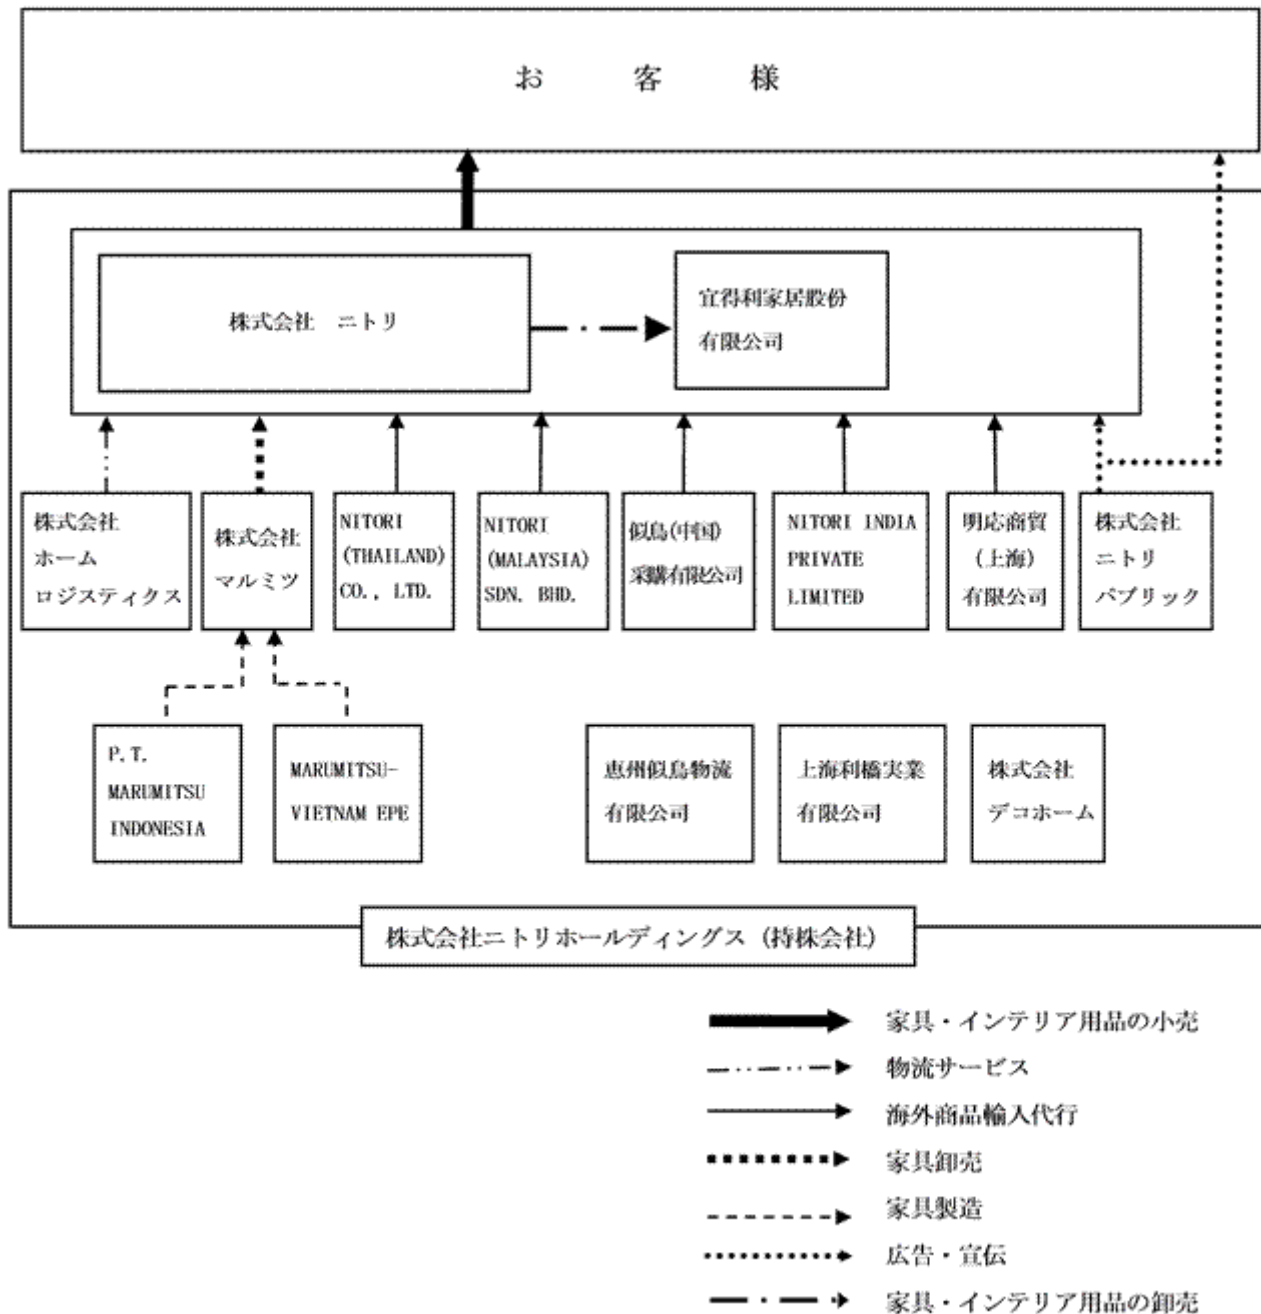 お客様
株式会社 ニトリ
宜得利家居股份
有限公司
株式会社
ホーム
ロジスティクス
株式会社
マルミツ
NITORI
(THAILAND)
CO., LTD.
NITORI
(MALAYSIA)
SDN. BHD.
似鳥(中国)
采購有限公司
NITORI INDIA
PRIVATE
LIMITED
明応商貿
(上海)
有限公司
株式会社
ニトリ
パブリック
P.T.
MARUMITSU
INDONESIA
MARUMITSU-
VIETNAM EPE
恵州似鳥物流
有限公司
上海利橋実業
有限公司
株式会社
デコホーム
株式会社ニトリホールディングス(持株会社)
家具・インテリア用品の小売
物流サービス
海外商品輸入代行
家具卸売
家具製造
広告・宣伝
家具・インテリア用品の卸売